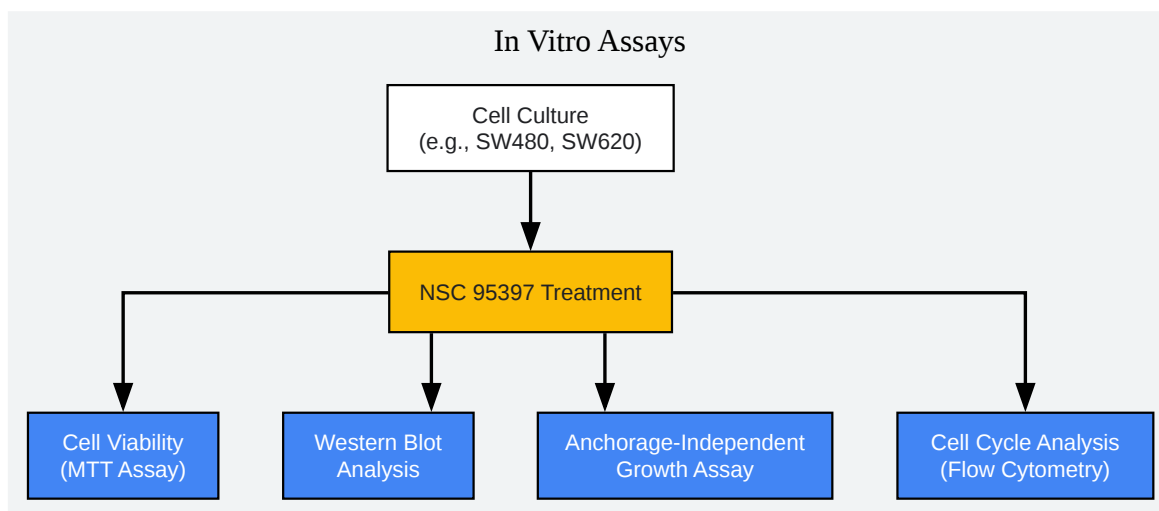 In Vitro Assays
Cell Culture
(e.g., SW480, SW620)
NSC 95397 Treatment
Cell Viability
(MTT Assay)
Western Blot
Analysis
Anchorage-Independent
Growth Assay
Cell Cycle Analysis
(Flow Cytometry)